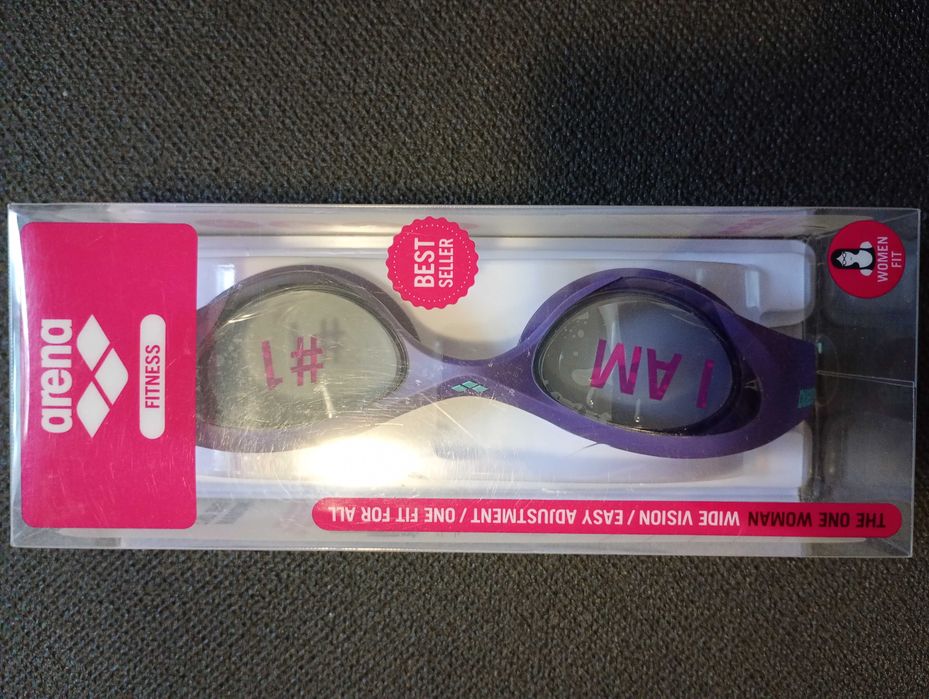 arena
FITNESS
BEST
SELLER
WOMEN
FIT
I AM
#1
THE ONE WOMAN WIDE VISION / EASY ADJUSTMENT / ONE FIT FOR ALL